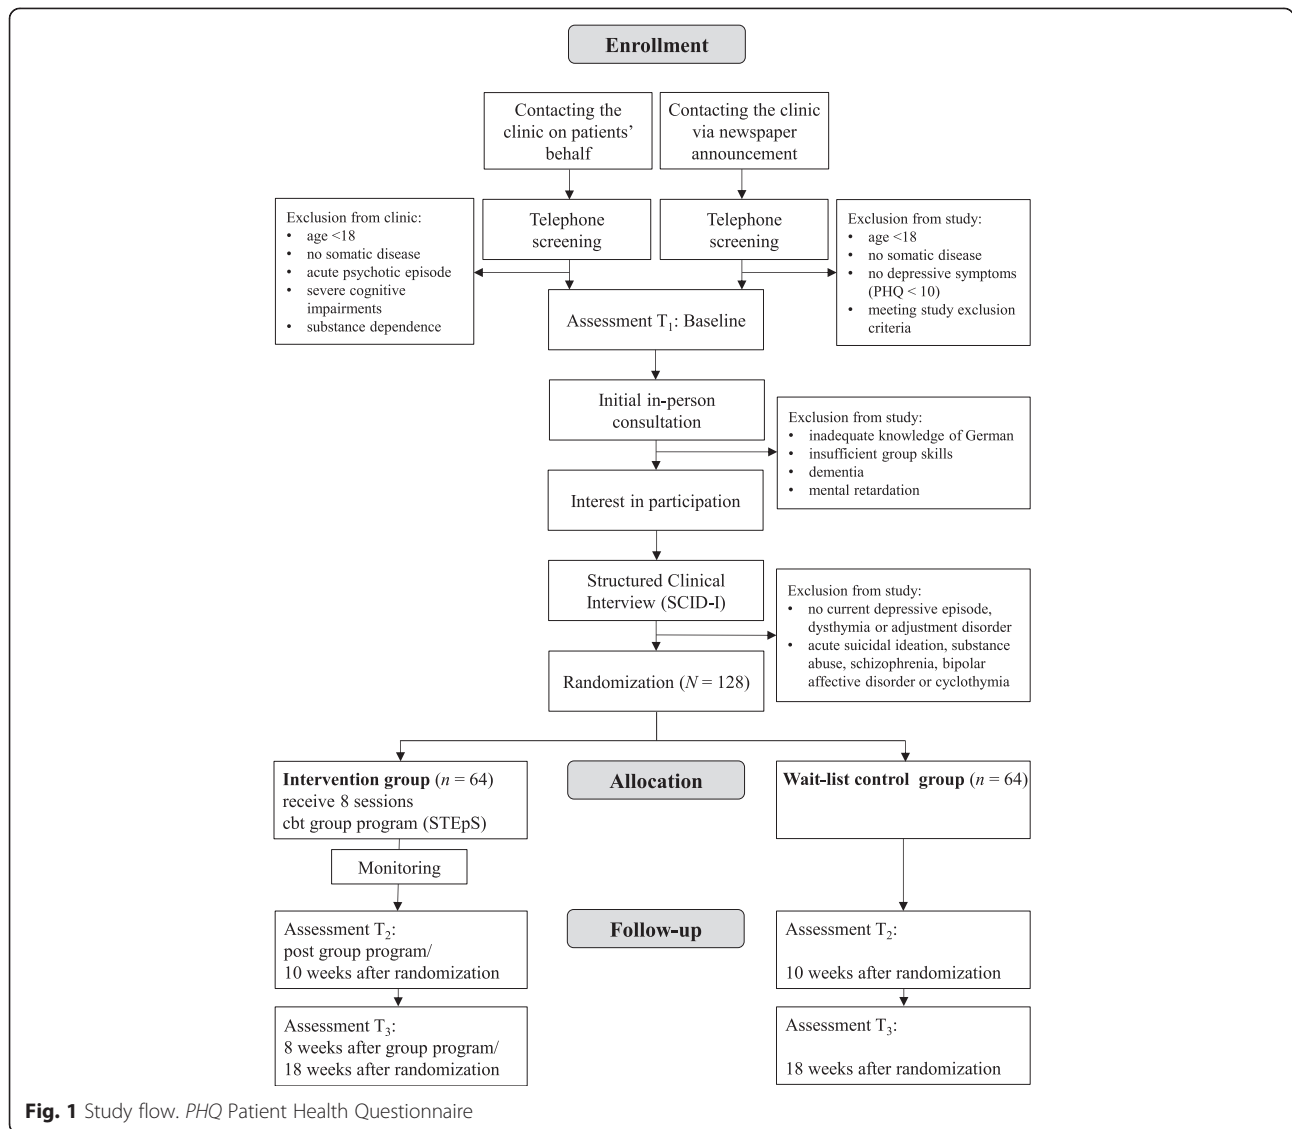 Enrollment
Contacting the
clinic on patients’
behalf
Contacting the clinic
via newspaper
announcement
Exclusion from clinic:
• age <18
• no somatic disease
• acute psychotic episode
• severe cognitive
impairments
• substance dependence
Telephone
screening
Telephone
screening
Exclusion from study:
• age <18
• no somatic disease
• no depressive symptoms
(PHQ < 10)
• meeting study exclusion
criteria
Assessment T1: Baseline
Initial in-person
consultation
Exclusion from study:
• inadequate knowledge of German
• insufficient group skills
• dementia
• mental retardation
Interest in participation
Structured Clinical
Interview (SCID-I)
Exclusion from study:
• no current depressive episode,
dysthymia or adjustment disorder
• acute suicidal ideation, substance
abuse, schizophrenia, bipolar
affective disorder or cyclothymia
Randomization (N = 128)
Intervention group (n = 64)
receive 8 sessions
cbt group program (STEpS)
Allocation
Wait-list control group (n = 64)
Monitoring
Assessment T2:
post group program/
10 weeks after randomization
Follow-up
Assessment T2:
10 weeks after randomization
Assessment T3:
8 weeks after group program/
18 weeks after randomization
Assessment T3:
18 weeks after randomization
Fig. 1 Study flow. PHQ Patient Health Questionnaire